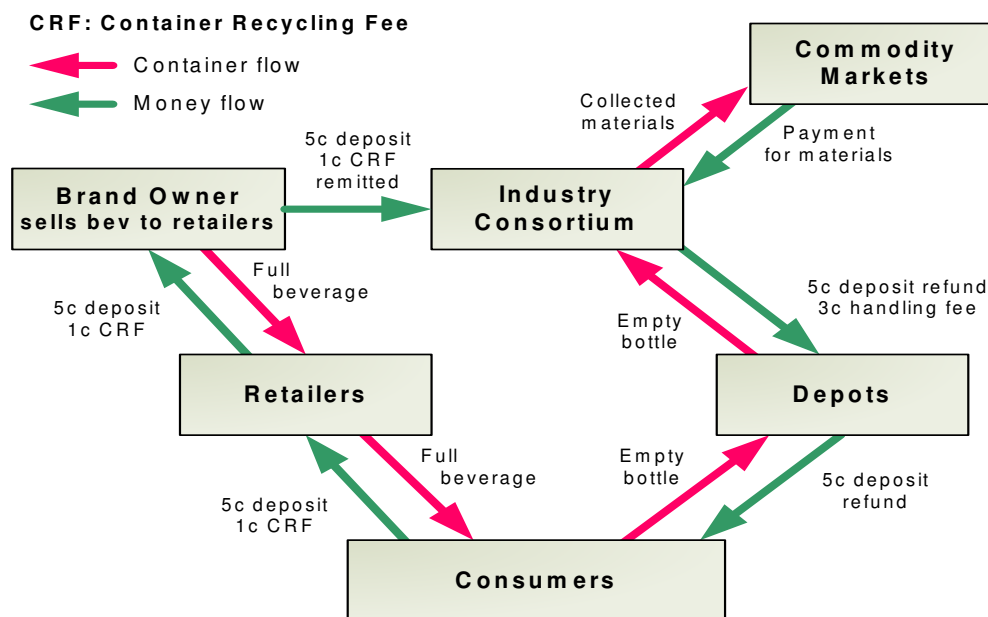 CRF: Container Recycling Fee
Container flow
Money flow
Commodity
Markets
Collected
materials
Payment
for materials
5c deposit
1c CRF
remitted
Brand Owner
sells bev to retailers
Industry
Consortium
Full
beverage
5c deposit
1c CRF
5c deposit refund
3c handling fee
Empty
bottle
Retailers
Depots
Full
beverage
Empty
bottle
5c deposit
1c CRF
5c deposit
refund
Consumers